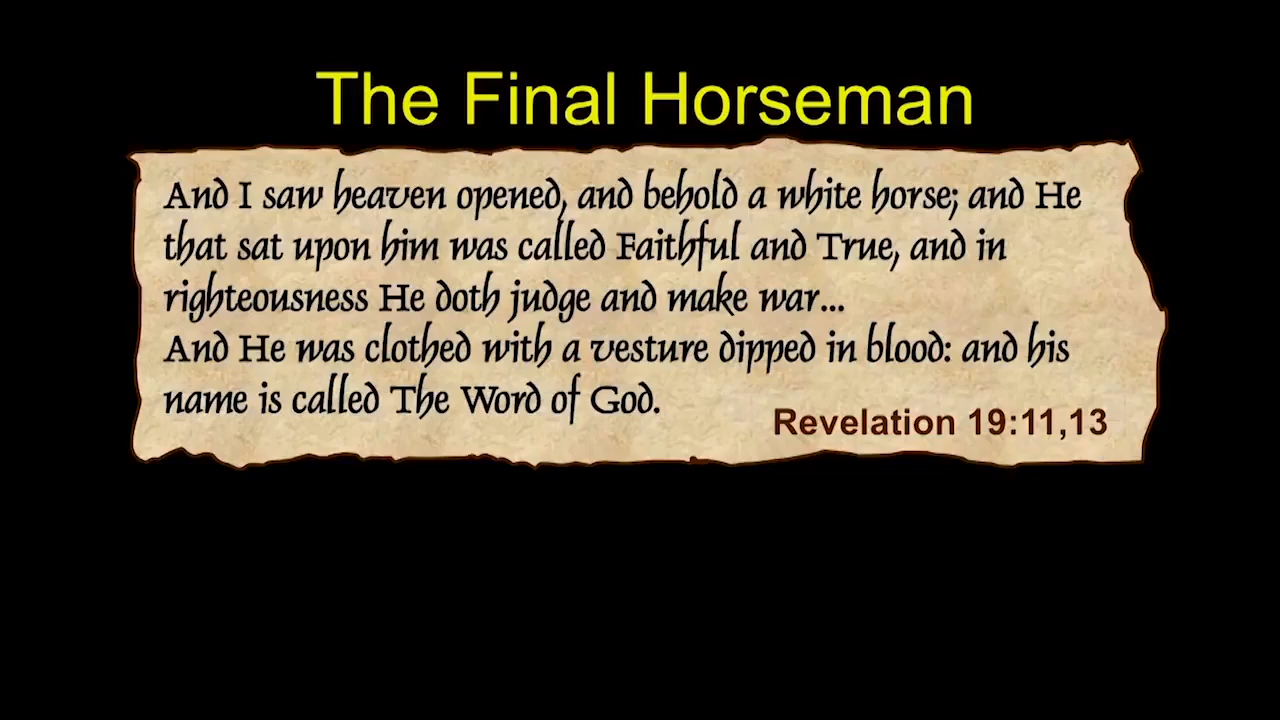 The Final Horseman
And I saw heaven opened, and behold a white horse; and He
that sat upon him was called Faithful and True, and in
righteousness He doth judge and make war...
And He was clothed with a vesture dipped in blood: and his
name is called The Word of God.
Revelation 19:11,13